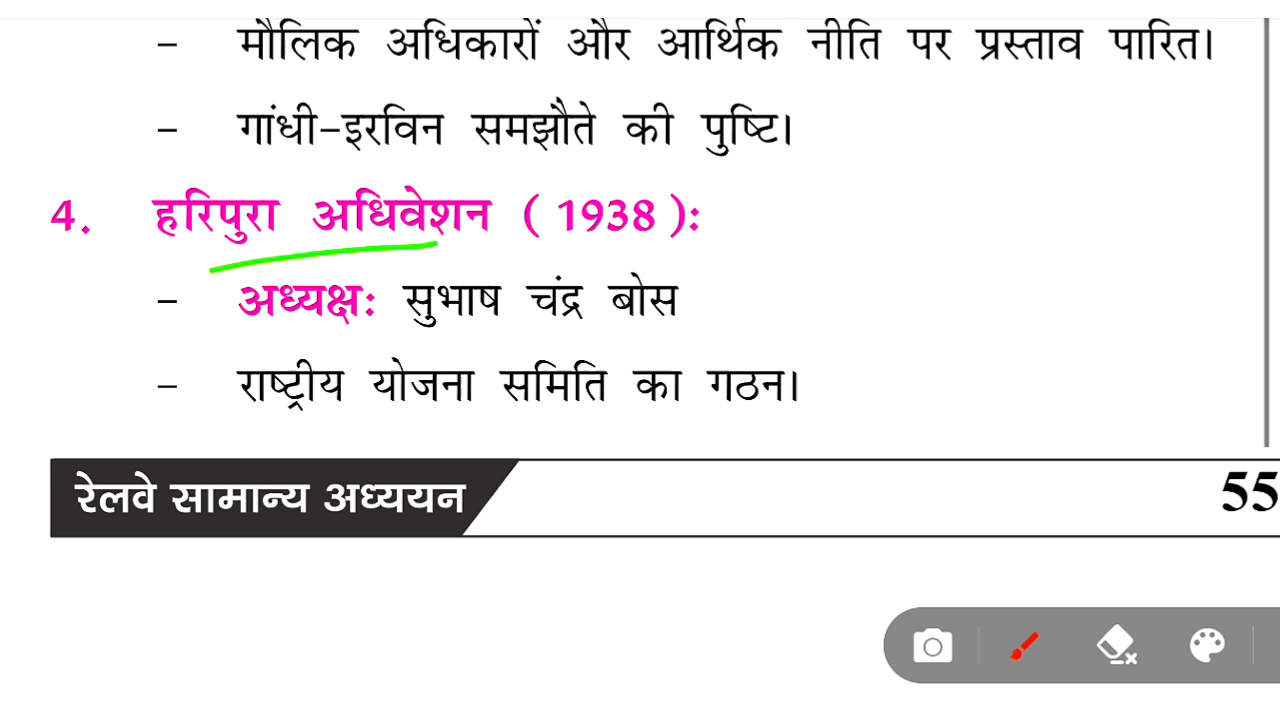 – मौलिक अधिकारों और आर्थिक नीति पर प्रस्ताव पारित।
– गांधी-इरविन समझौते की पुष्टि।
4. हरिपुरा अधिवेशन ( 1938 ):
– अध्यक्षः सुभाष चंद्र बोस
– राष्ट्रीय योजना समिति का गठन।
रेलवे सामान्य अध्ययन 55